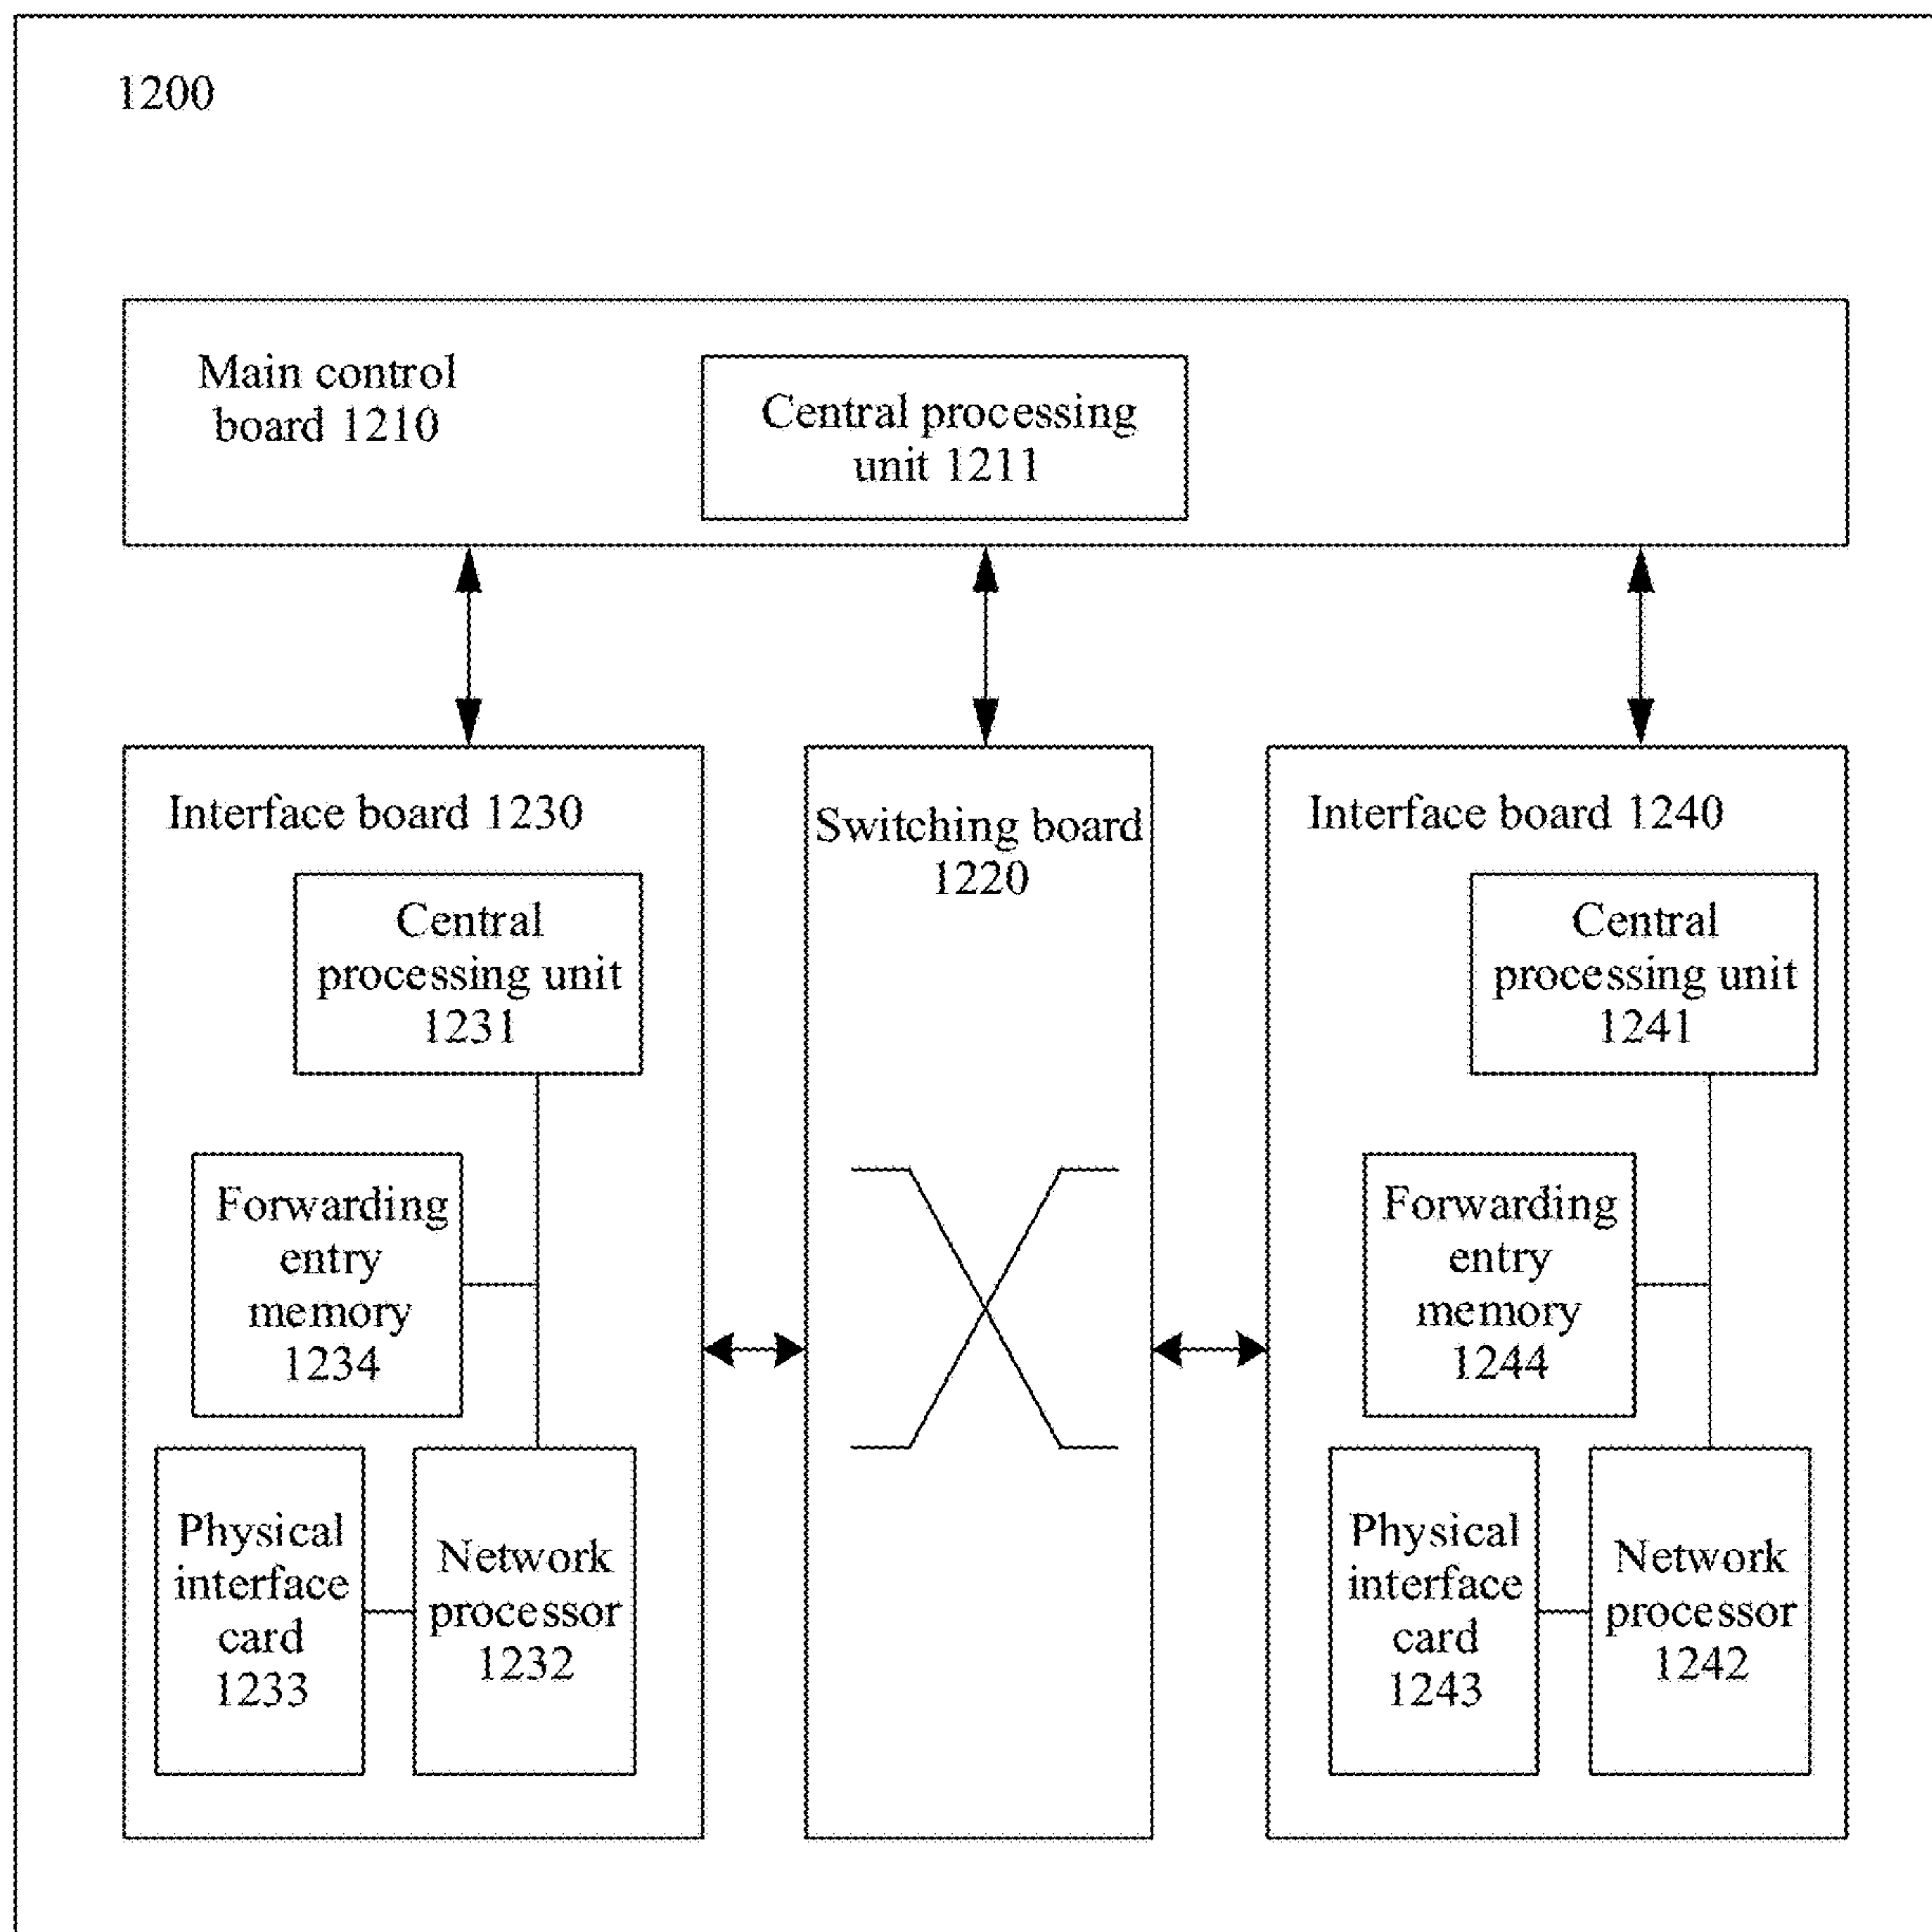 1200
Main control
board 1210
Central processing
unit 1211
Interface board 1230
Central
processing unit
1231
Forwarding
entry
memory
1234
Physical
interface
card
1233
Network
processor
1232
Switching board
1220
Interface board 1240
Central
processing unit
1241
Forwarding
entry
memory
1244
Physical
interface
card
1243
Network
processor
1242